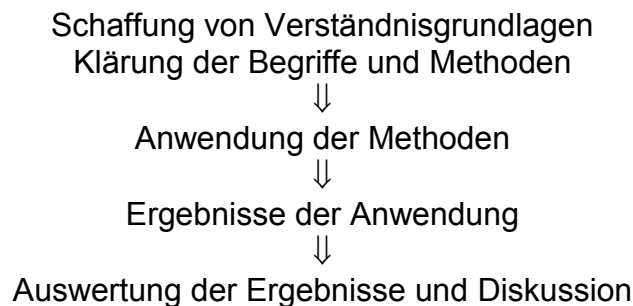 Schaffung von Verständnisgrundlagen
Klärung der Begriffe und Methoden
⇓
Anwendung der Methoden
⇓
Ergebnisse der Anwendung
⇓
Auswertung der Ergebnisse und Diskussion